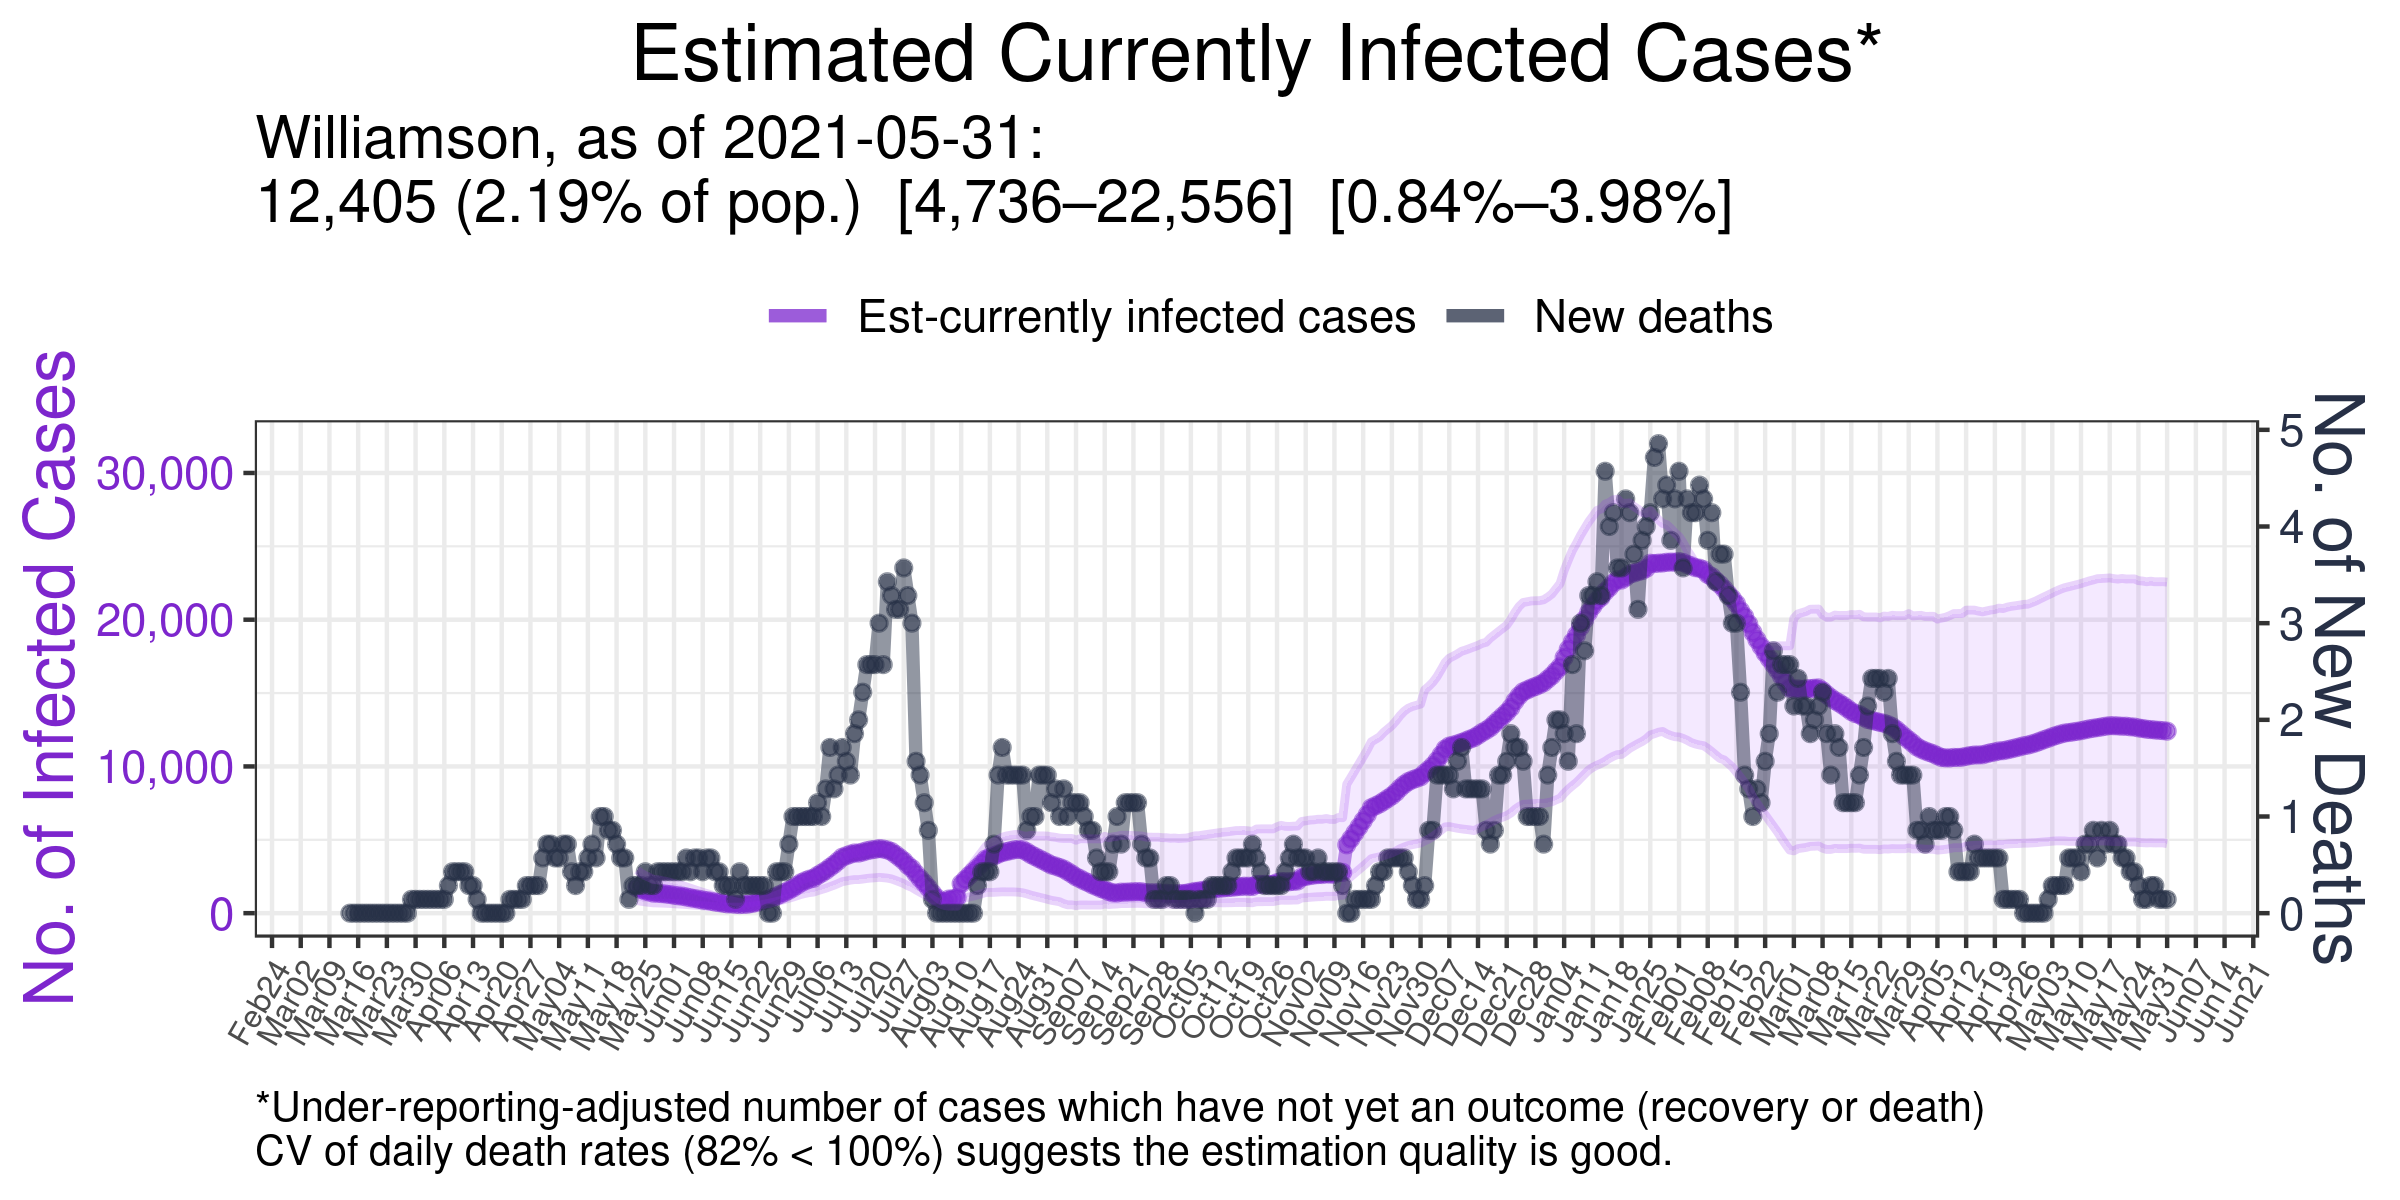 Estimated Currently Infected Cases*
Williamson, as of 2021-05-31:
12,405 (2.19% of pop.) [4,736–22,556] [0.84%–3.98%]
Est-currently infected cases
New deaths
No. of Infected Cases
30,000
20,000
10,000
0
5
4
3
2
1
0
No. of New Deaths
Feb24
Mar02
Mar09
Mar16
Mar23
Mar30
Apr06
Apr13
Apr20
Apr27
May04
May11
May18
May25
Jun01
Jun08
Jun15
Jun22
Jun29
Jul06
Jul13
Jul20
Jul27
Aug03
Aug10
Aug17
Aug24
Aug31
Sep07
Sep14
Sep21
Sep28
Oct05
Oct12
Oct19
Oct26
Nov02
Nov09
Nov16
Nov23
Nov30
Dec07
Dec14
Dec21
Dec28
Jan04
Jan11
Jan18
Jan25
Feb01
Feb08
Feb15
Feb22
Mar01
Mar08
Mar15
Mar22
Mar29
Apr05
Apr12
Apr19
Apr26
May03
May10
May17
May24
May31
Jun07
Jun14
Jun21
*Under-reporting-adjusted number of cases which have not yet an outcome (recovery or death)
CV of daily death rates (82% < 100%) suggests the estimation quality is good.